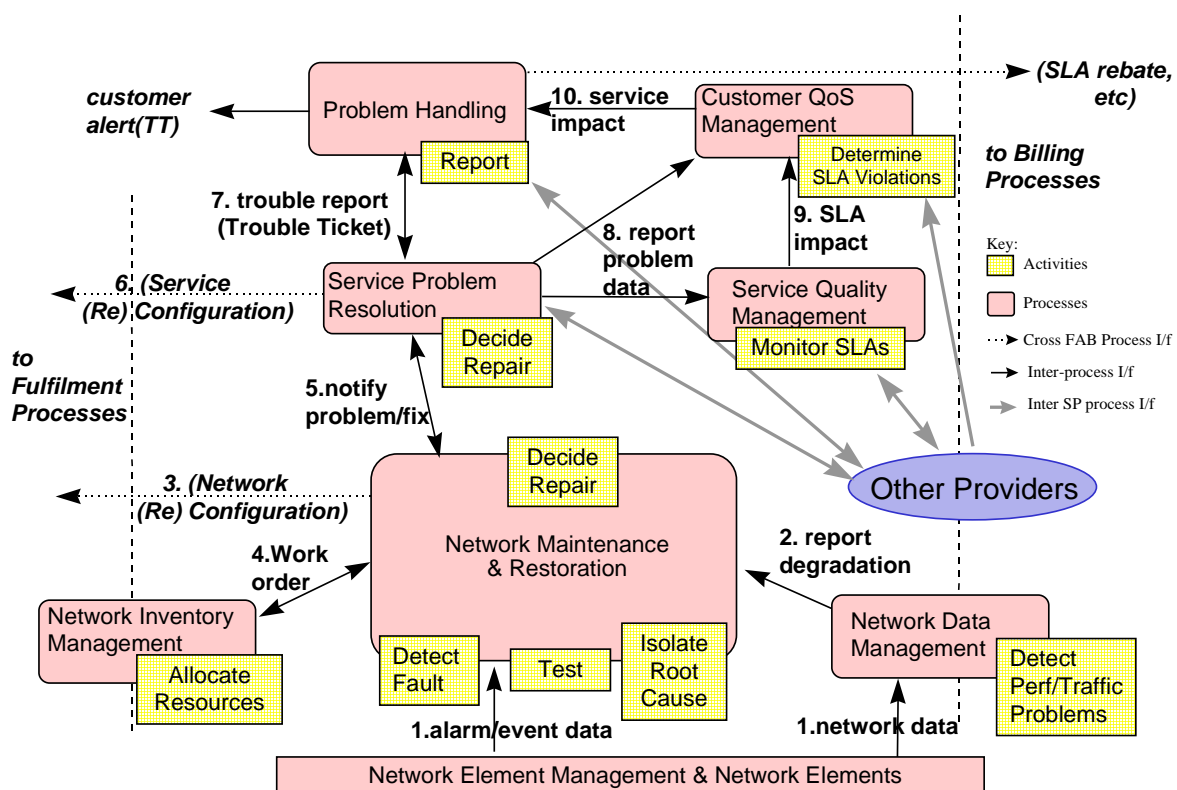 (SLA rebate,
etc)
customer
alert(TT)
Problem Handling
Report
10. service
impact
Customer QoS
Management
Determine
SLA Violations
to Billing
Processes
7. trouble report
(Trouble Ticket)
8. report
problem
data
9. SLA
impact
Key:
Activities
Processes
Cross FAB Process I/f
Inter-process I/f
Inter SP process I/f
6. (Service
(Re) Configuration)
Service Problem
Resolution
Decide
Repair
Service Quality
Management
Monitor SLAs
to
Fulfilment
Processes
5.notify
problem/fix
Other Providers
3. (Network
(Re) Configuration)
Decide
Repair
Network Maintenance
& Restoration
4.Work
order
2. report
degradation
Network Inventory
Management
Allocate
Resources
Detect
Fault
Test
Isolate
Root
Cause
Network Data
Management
Detect
Perf/Traffic
Problems
1.alarm/event data
1.network data
Network Element Management & Network Elements